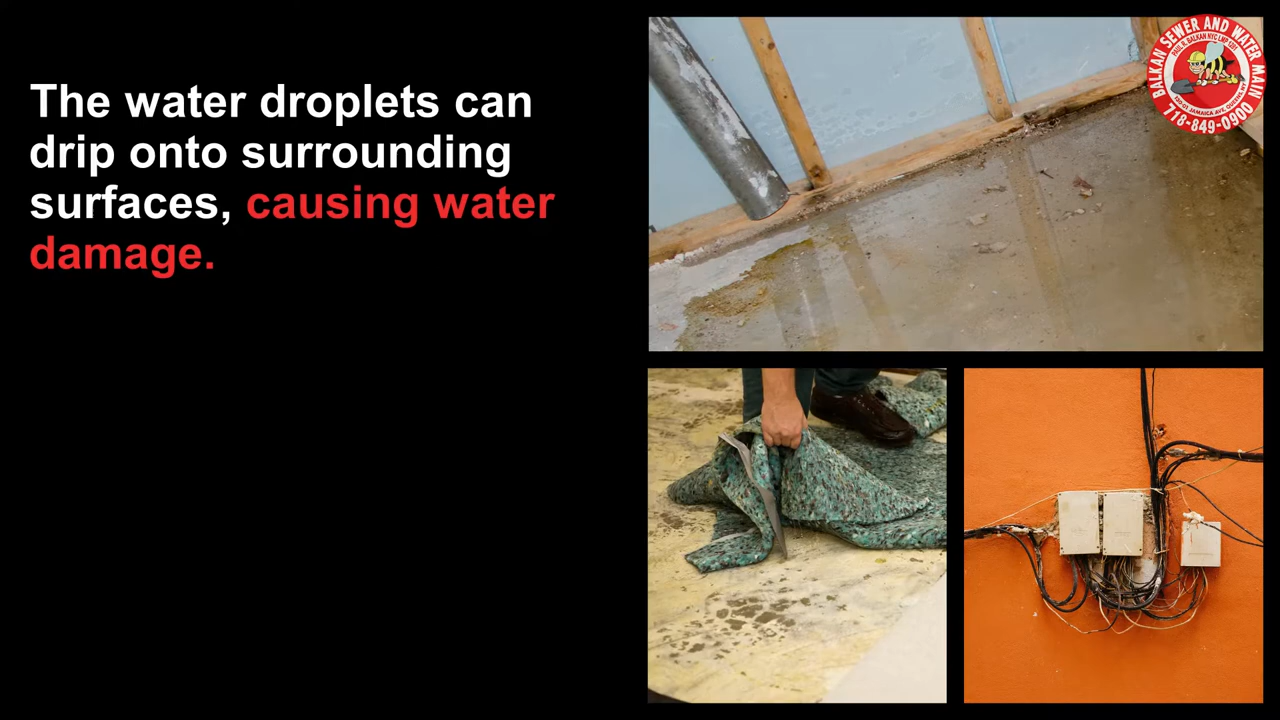 The water droplets can
drip onto surrounding
surfaces, causing water
damage.
BALKAN SEWER AND WATER MAIN
718-849-0900